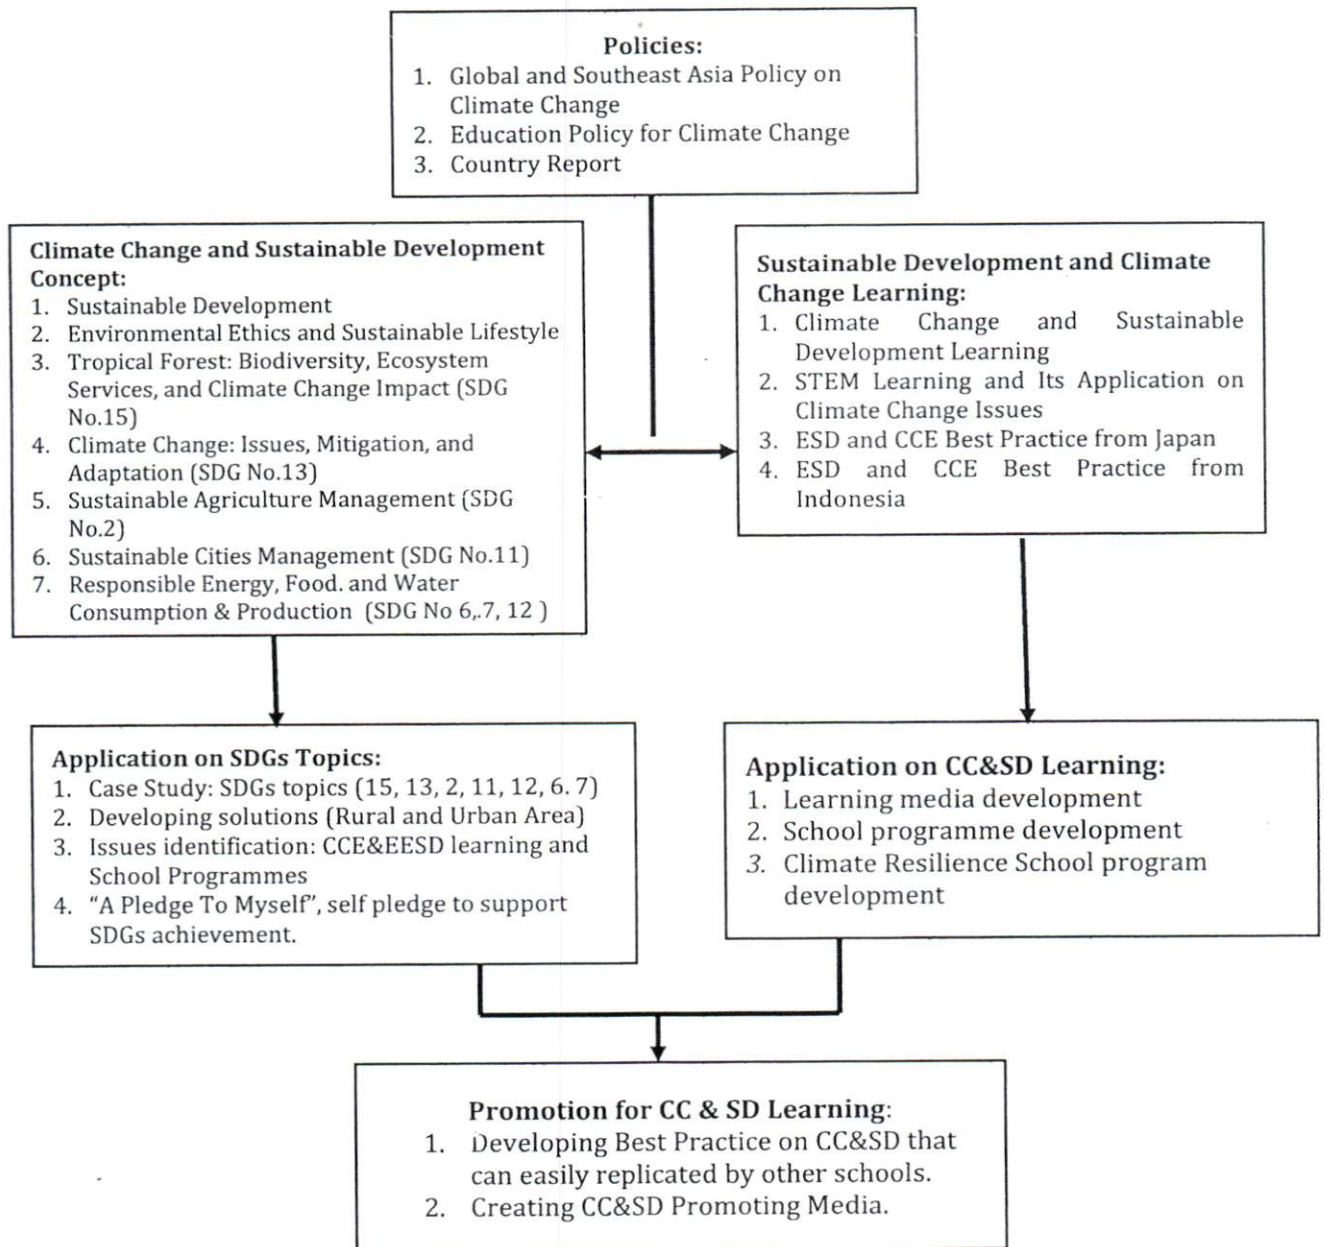 Policies:
1. Global and Southeast Asia Policy on
Climate Change
2. Education Policy for Climate Change
3. Country Report
Climate Change and Sustainable Development
Concept:
1. Sustainable Development
2. Environmental Ethics and Sustainable Lifestyle
3. Tropical Forest: Biodiversity, Ecosystem
Services, and Climate Change Impact (SDG
No.15)
4. Climate Change: Issues, Mitigation, and
Adaptation (SDG No.13)
5. Sustainable Agriculture Management (SDG
No.2)
6. Sustainable Cities Management (SDG No.11)
7. Responsible Energy, Food. and Water
Consumption & Production (SDG No 6,.7, 12 )
Sustainable Development and Climate
Change Learning:
1. Climate Change and Sustainable
Development Learning
2. STEM Learning and Its Application on
Climate Change Issues
3. ESD and CCE Best Practice from Japan
4. ESD and CCE Best Practice from
Indonesia
Application on SDGs Topics:
1. Case Study: SDGs topics (15, 13, 2, 11, 12, 6. 7)
2. Developing solutions (Rural and Urban Area)
3. Issues identification: CCE&EESD learning and
School Programmes
4. “A Pledge To Myself”, self pledge to support
SDGs achievement.
Application on CC&SD Learning:
1. Learning media development
2. School programme development
3. Climate Resilience School program
development
Promotion for CC & SD Learning:
1. Developing Best Practice on CC&SD that
can easily replicated by other schools.
2. Creating CC&SD Promoting Media.